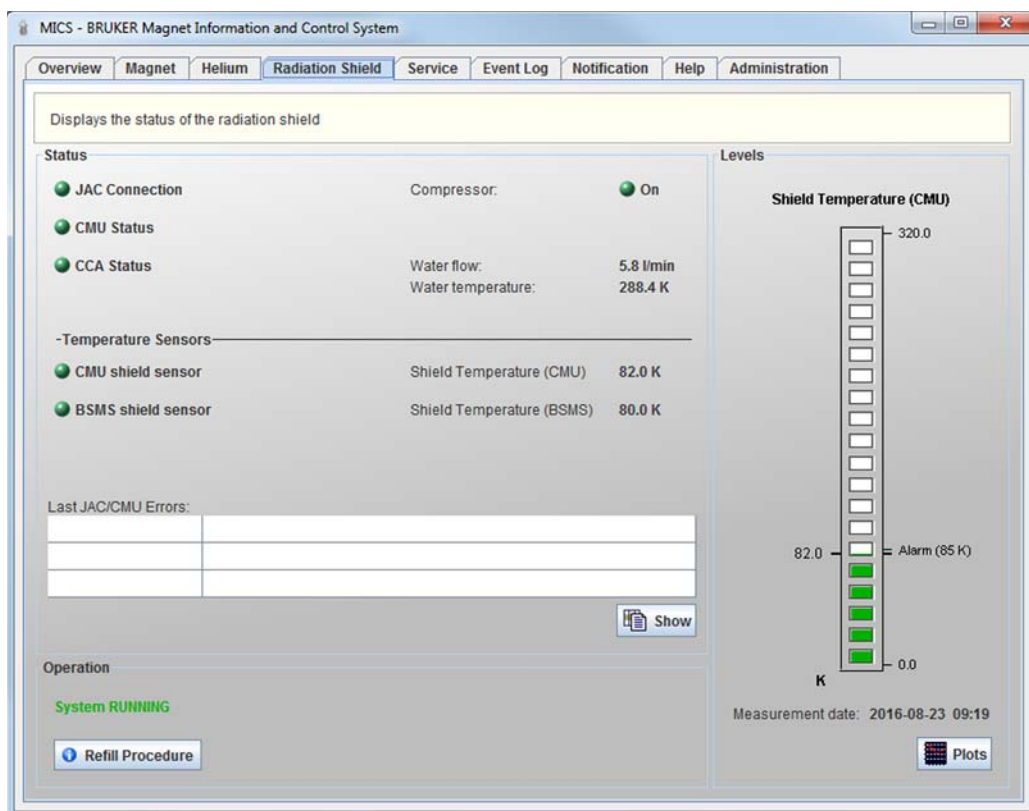 MICS - BRUKER Magnet Information and Control System
Overview Magnet Helium Radiation Shield Service Event Log Notification Help Administration
Displays the status of the radiation shield
Status
JAC Connection Compressor: On
CMU Status
CCA Status Water flow: 5.8 l/min
Water temperature: 288.4 K
-Temperature Sensors
CMU shield sensor Shield Temperature (CMU) 82.0 K
BSMS shield sensor Shield Temperature (BSMS) 80.0 K
Last JAC/CMU Errors:
Show
Operation
System RUNNING
Refill Procedure
Levels
Shield Temperature (CMU)
320.0
82.0 Alarm (85 K)
0.0
K
Measurement date: 2016-08-23 09:19
Plots